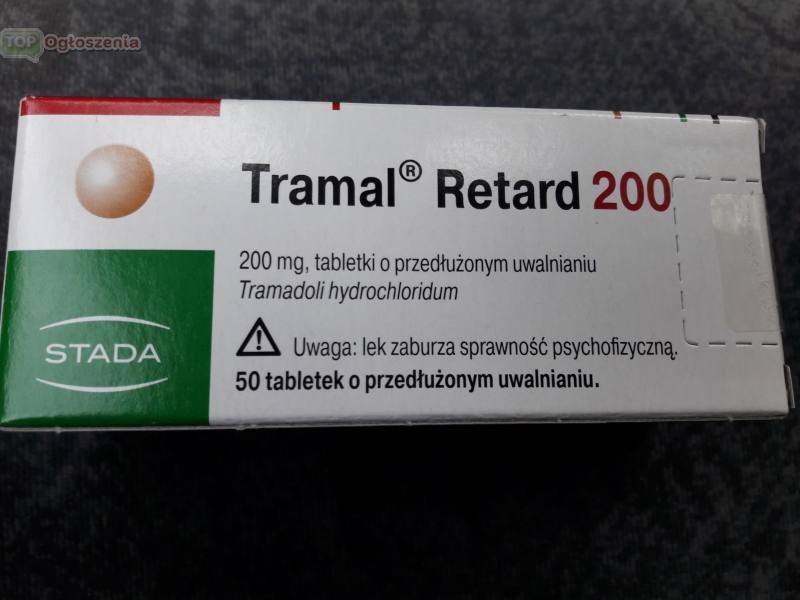 TOP Ogłoszenia
Tramal® Retard 200
200 mg, tabletki o przedłużonym uwalnianiu
Tramadoli hydrochloridum
Uwaga: lek zaburza sprawność psychofizyczną.
50 tabletek o przedłużonym uwalnianiu.
STADA